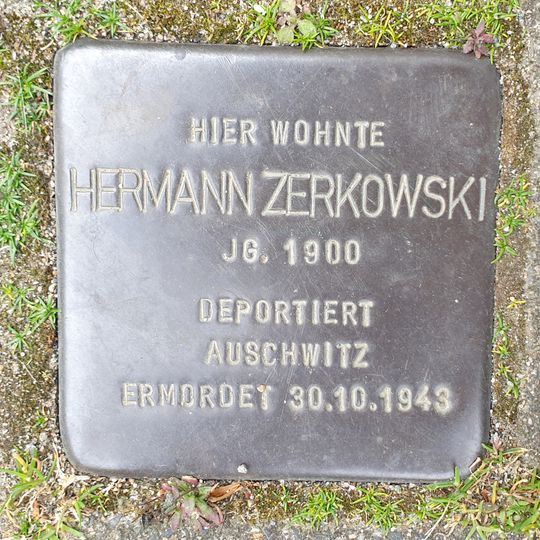 HIER WOHNTE
HERMANN ZERKOWSKI
JG. 1900
DEPORTIERT
AUSCHWITZ
ERMORDET 30.10.1943